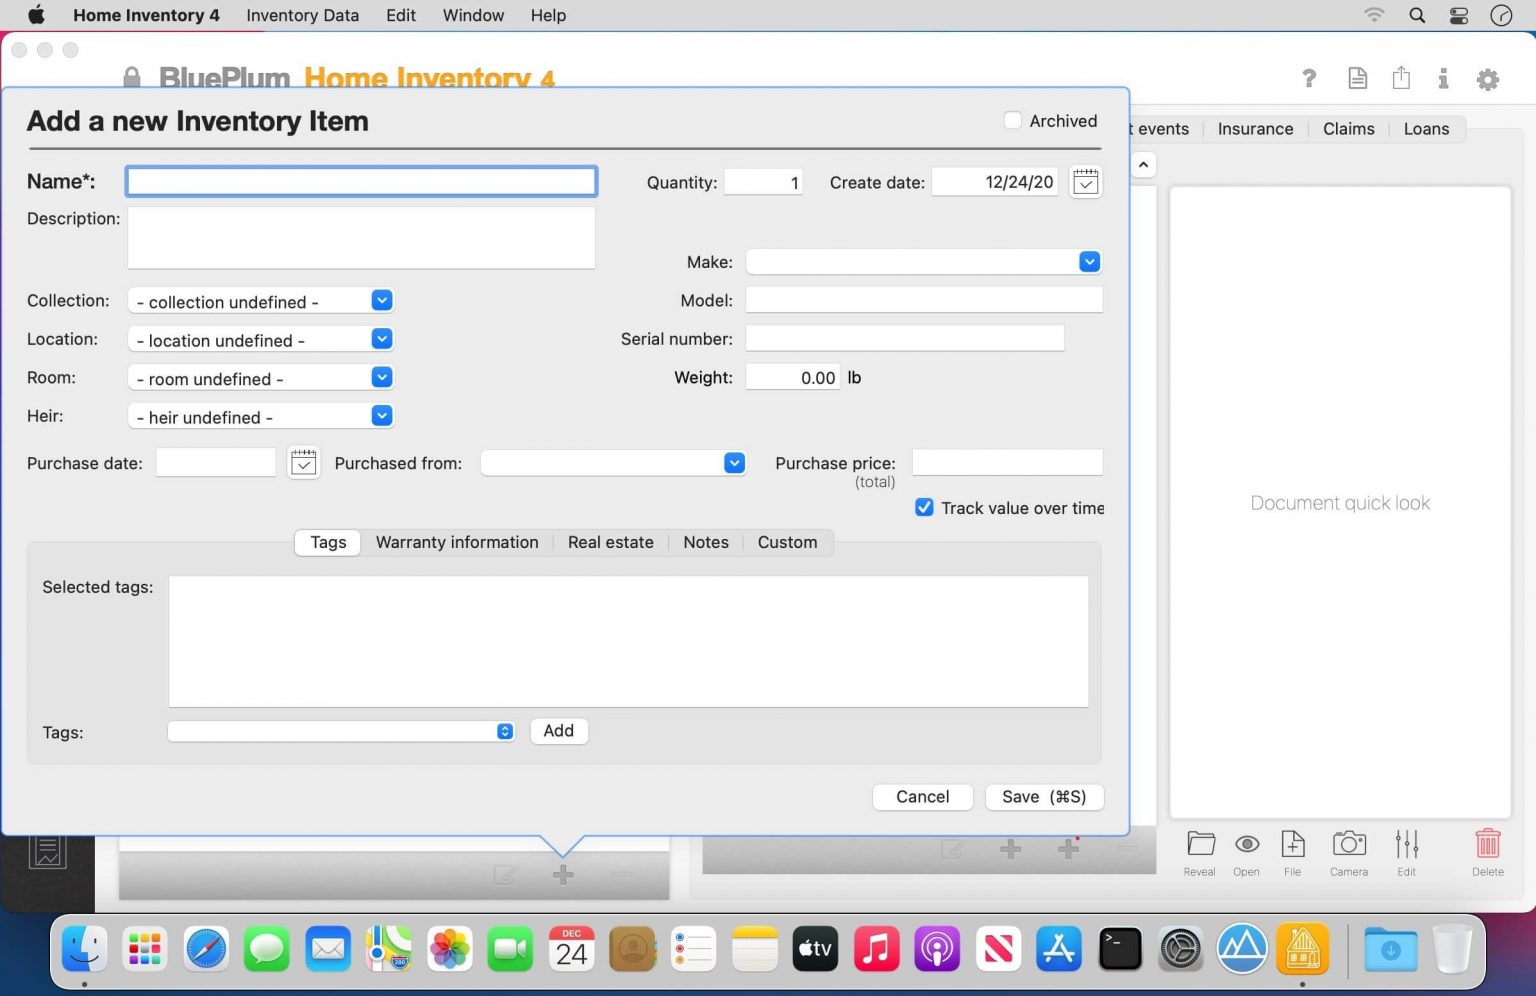 Home Inventory 4 Inventory Data Edit Window Help
BluePlum Home Inventory 4
Add a new Inventory Item
Archived
t events Insurance Claims Loans
Name*:
Quantity: 1 Create date: 12/24/20
Description:
Make:
Collection: - collection undefined -
Model:
Location: - location undefined -
Serial number:
Room: - room undefined -
Weight: 0.00 lb
Heir: - heir undefined -
Purchase date: Purchased from: Purchase price:
(total)
Track value over time
Document quick look
Tags Warranty information Real estate Notes Custom
Selected tags:
Tags: Add
Cancel Save (⌘S)
Reveal Open File Camera Edit Delete
DEC
24
280
tv
>_